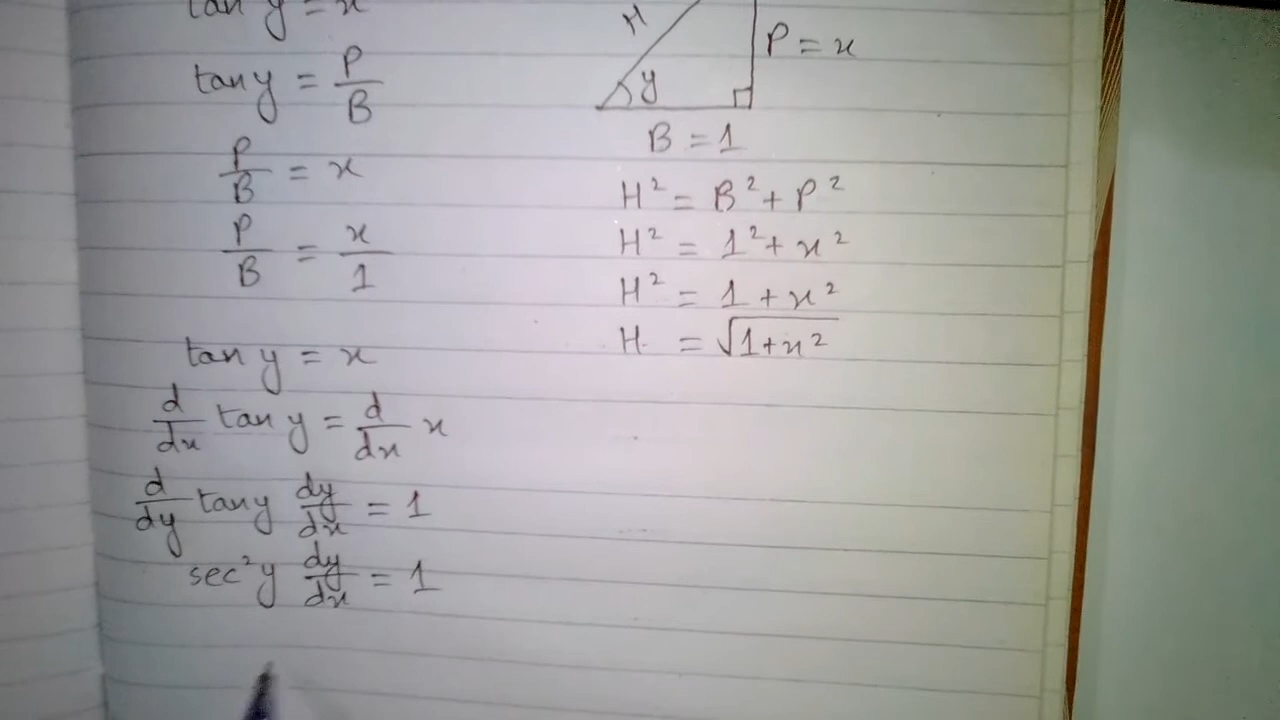 tan y = x
tan y = P/B
P/B = x
P/B = x/1
tan y = x
d/dx tan y = d/dx x
d/dy tan y dy/dx = 1
sec²y dy/dx = 1
H
P = x
y
B = 1
H² = B² + P²
H² = 1² + x²
H² = 1 + x²
H. = √1+x²